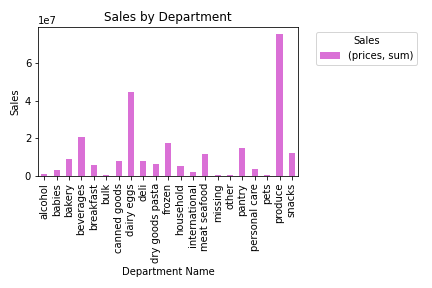 Sales by Department
1e7
6
4
2
0
Sales
alcohol
babies
bakery
beverages
breakfast
bulk
canned goods
dairy eggs
deli
dry goods pasta
frozen
household
international
meat seafood
missing
other
pantry
personal care
pets
produce
snacks
Department Name
Sales
(prices, sum)